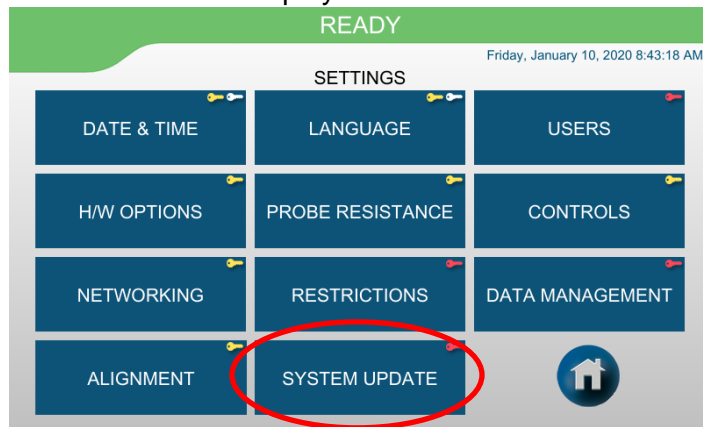 READY
Friday, January 10, 2020 8:43:18 AM
SETTINGS
DATE & TIME
LANGUAGE
USERS
H/W OPTIONS
PROBE RESISTANCE
CONTROLS
NETWORKING
RESTRICTIONS
DATA MANAGEMENT
ALIGNMENT
SYSTEM UPDATE